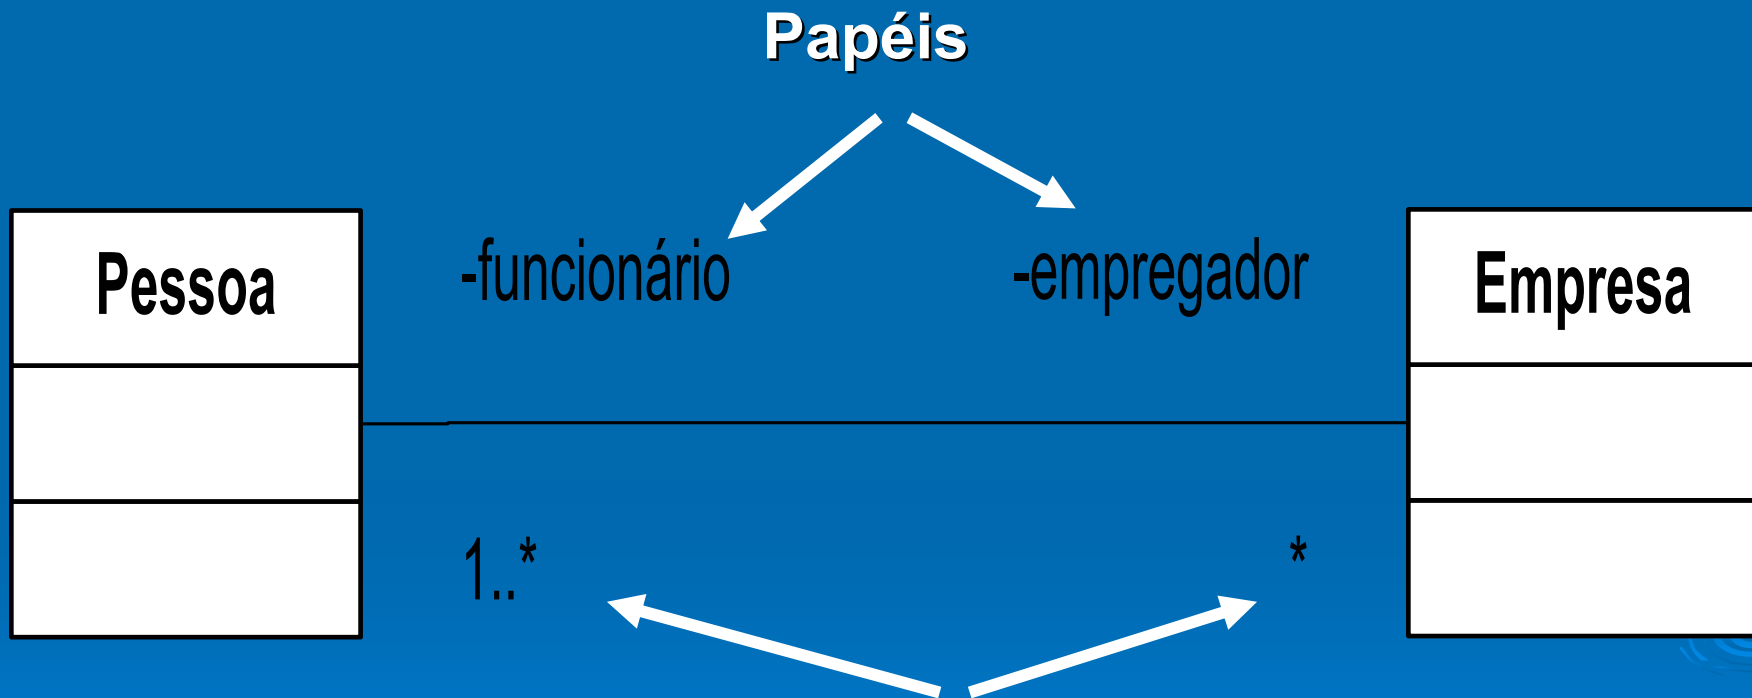 Papéis
Pessoa
-funcionário
-empregador
Empresa
1..*
*